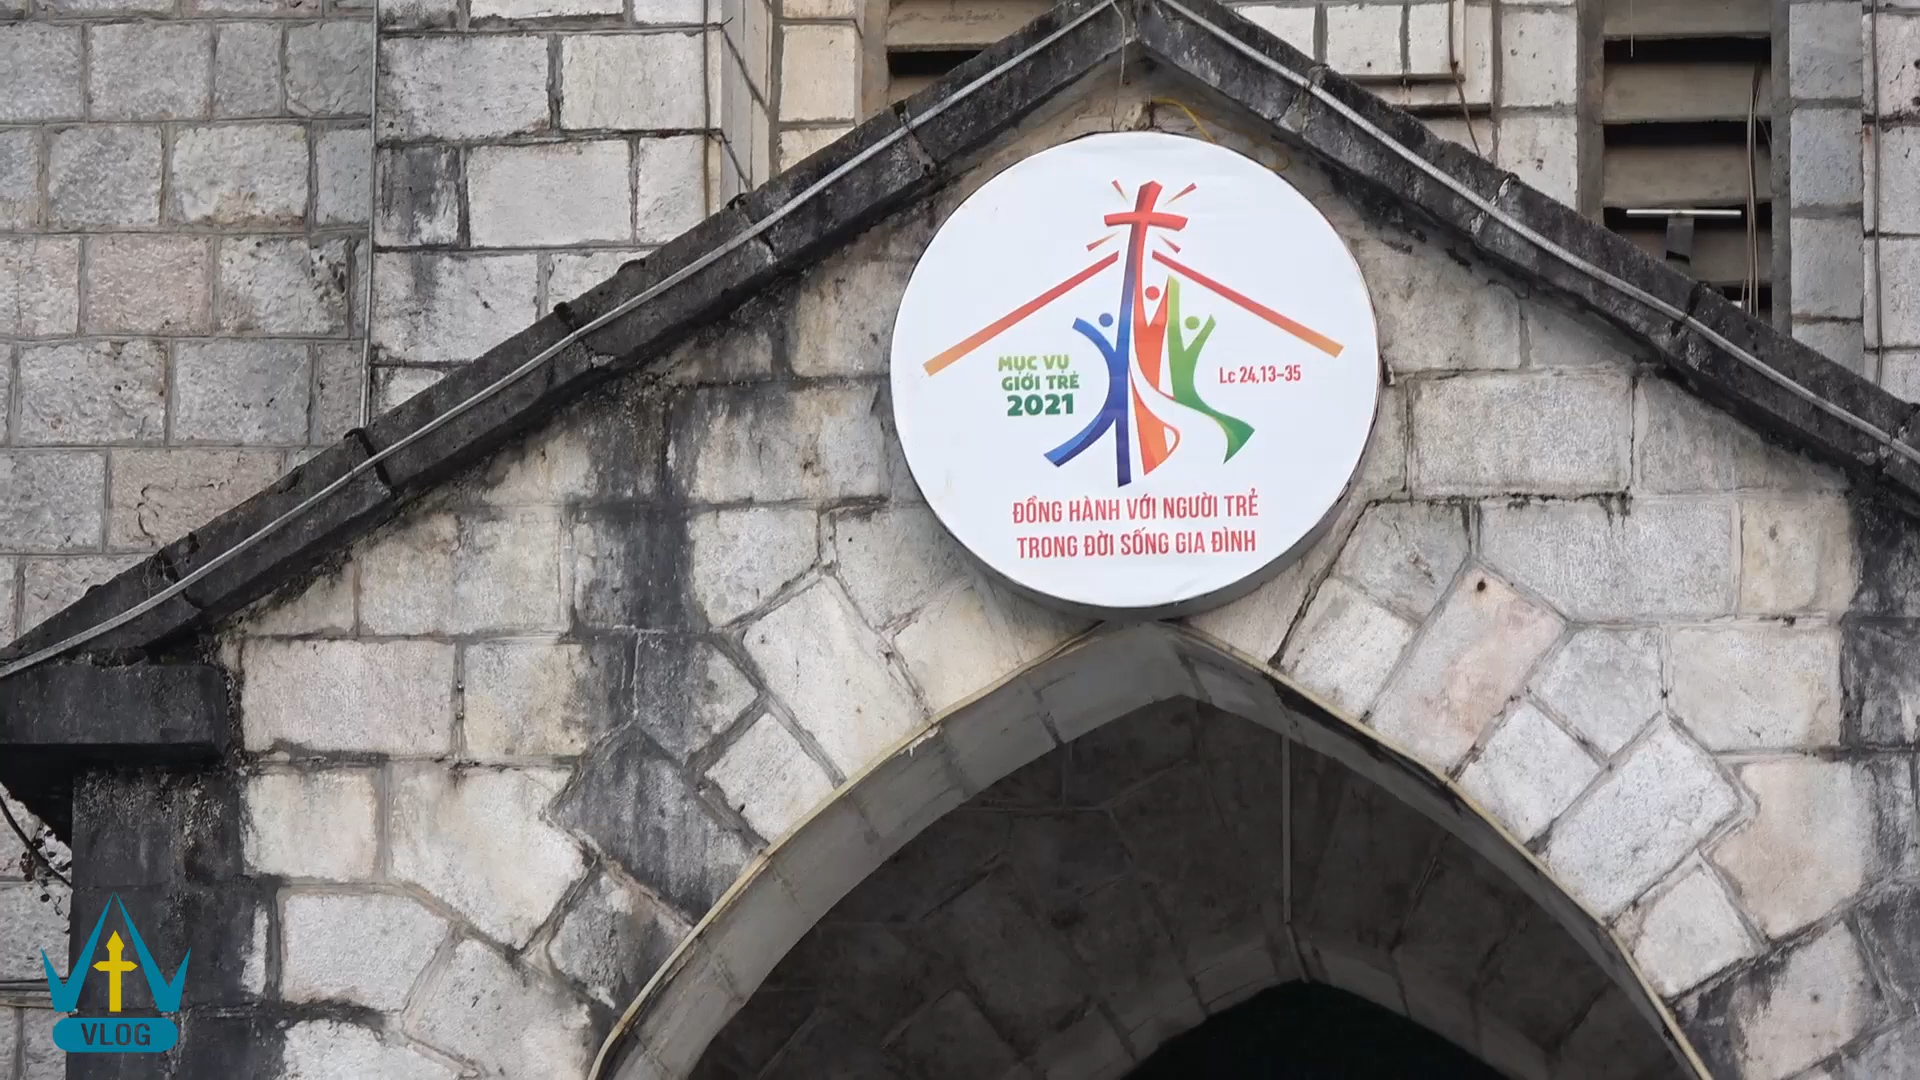 MỤC VỤ
GIỚI TRẺ
2021
Lc 24,13-35
ĐỒNG HÀNH VỚI NGƯỜI TRẺ
TRONG ĐỜI SỐNG GIA ĐÌNH
VLOG